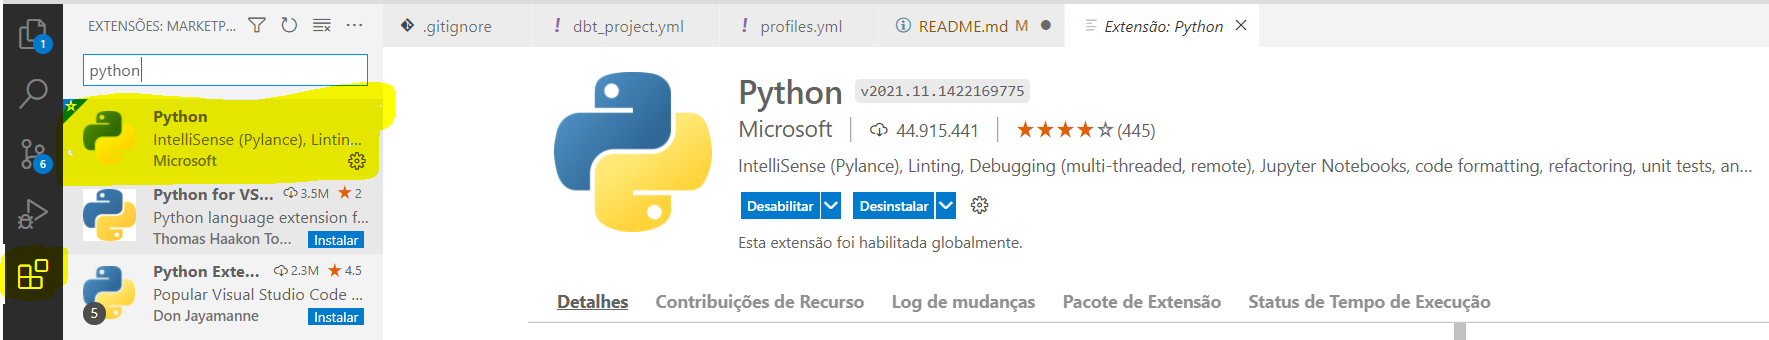 EXTENSÕES: MARKETP...
python
Python
IntelliSense (Pylance), Lintin...
Microsoft
Python for VS... 3.5M ★ 2
Python language extension f...
Thomas Haakon To... Instalar
Python Exte... 2.3M ★ 4.5
Popular Visual Studio Code ...
Don Jayamanne Instalar
1
6
5
.gitignore ! dbt_project.yml ! profiles.yml README.md M ● Extensão: Python ×
Python v2021.11.1422169775
Microsoft | 44.915.441 | ★★★★☆ (445)
IntelliSense (Pylance), Linting, Debugging (multi-threaded, remote), Jupyter Notebooks, code formatting, refactoring, unit tests, an...
Desabilitar Desinstalar
Esta extensão foi habilitada globalmente.
Detalhes Contribuições de Recurso Log de mudanças Pacote de Extensão Status de Tempo de Execução